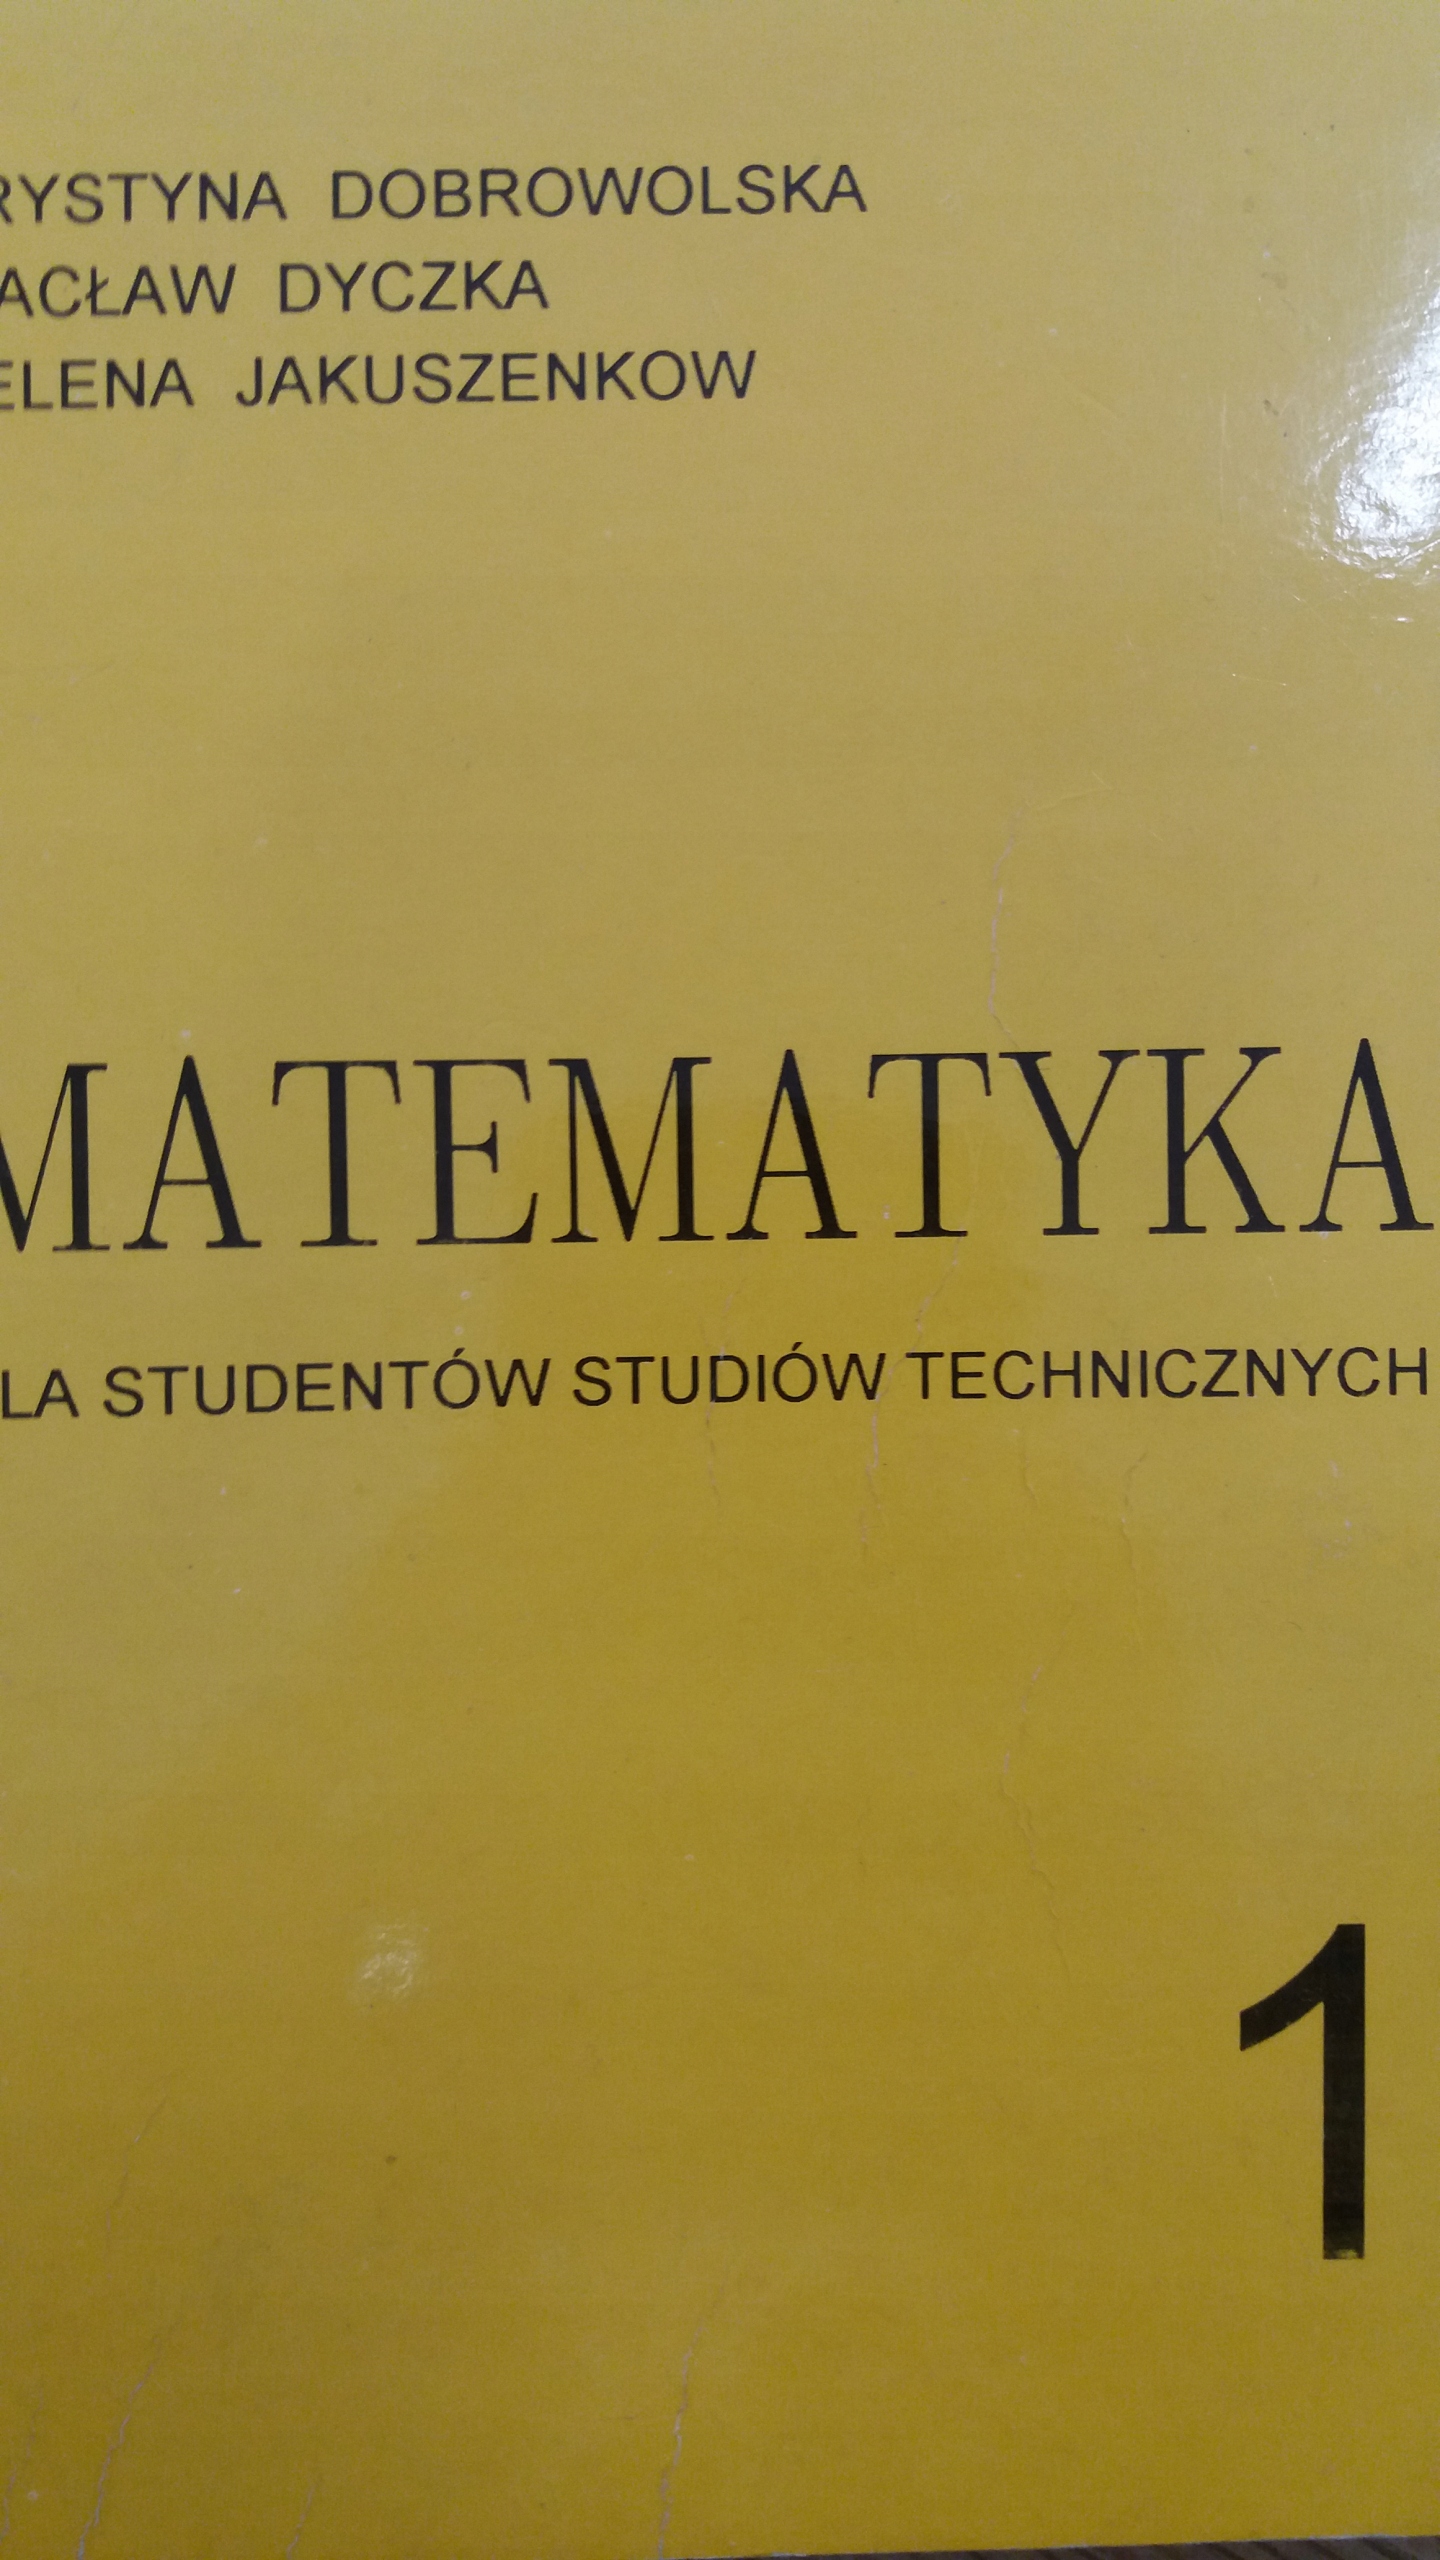 RYSTYNA DOBROWOLSKA
ACŁAW DYCZKA
ELENA JAKUSZENKOW
MATEMATYKA
LA STUDENTÓW STUDIÓW TECHNICZNYCH
1